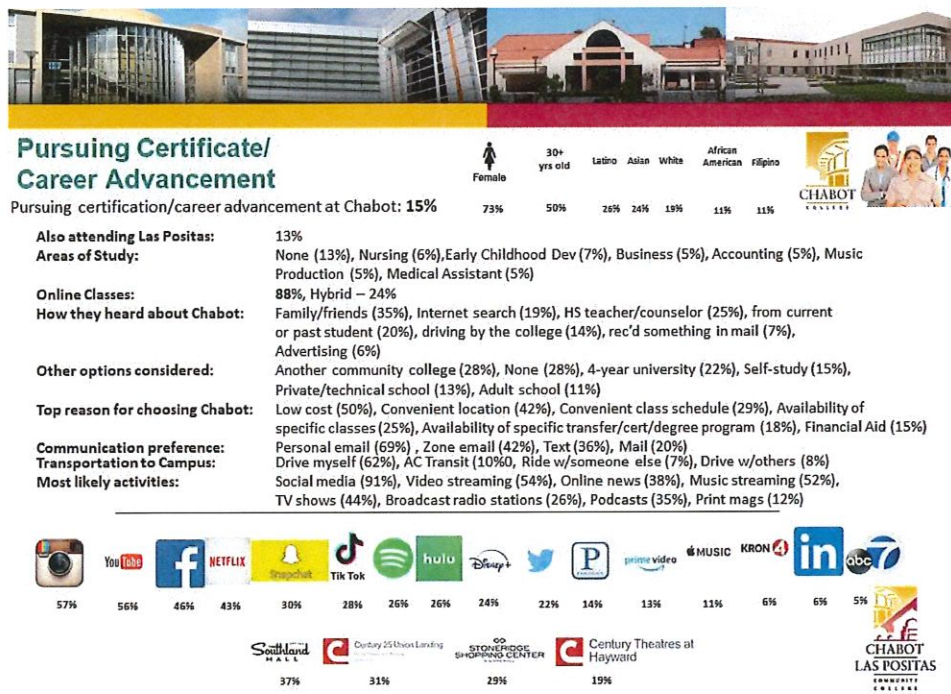 Pursuing Certificate/
Career Advancement
Female
30+
yrs old
Latino Asian White
African
American
Filipino
CHABOT
COLLEGE
Pursuing certification/career advancement at Chabot: 15%
73% 50% 26% 24% 19% 11% 11%
Also attending Las Positas: 13%
Areas of Study: None (13%), Nursing (6%),Early Childhood Dev (7%), Business (5%), Accounting (5%), Music
Production (5%), Medical Assistant (5%)
Online Classes: 88%, Hybrid – 24%
How they heard about Chabot: Family/friends (35%), Internet search (19%), HS teacher/counselor (25%), from current
or past student (20%), driving by the college (14%), rec'd something in mail (7%),
Advertising (6%)
Other options considered: Another community college (28%), None (28%), 4-year university (22%), Self-study (15%),
Private/technical school (13%), Adult school (11%)
Top reason for choosing Chabot: Low cost (50%), Convenient location (42%), Convenient class schedule (29%), Availability of
specific classes (25%), Availability of specific transfer/cert/degree program (18%), Financial Aid (15%)
Communication preference: Personal email (69%) , Zone email (42%), Text (36%), Mail (20%)
Transportation to Campus: Drive myself (62%), AC Transit (10%0, Ride w/someone else (7%), Drive w/others (8%)
Most likely activities: Social media (91%), Video streaming (54%), Online news (38%), Music streaming (52%),
TV shows (44%), Broadcast radio stations (26%), Podcasts (35%), Print mags (12%)
You Tube f NETFLIX Snapchat Tik Tok hulu Disney+ P prime video MUSIC KRON 4 in abc 7
57% 56% 46% 43% 30% 28% 26% 26% 24% 22% 14% 13% 11% 6% 6% 5%
Southland
MALL
C Century 25 Union Landing
STONERIDGE
SHOPPING CENTER
C Century Theatres at
Hayward
37% 31% 29% 19%
CHABOT
LAS POSITAS
COMMUNITY
COLLEGE